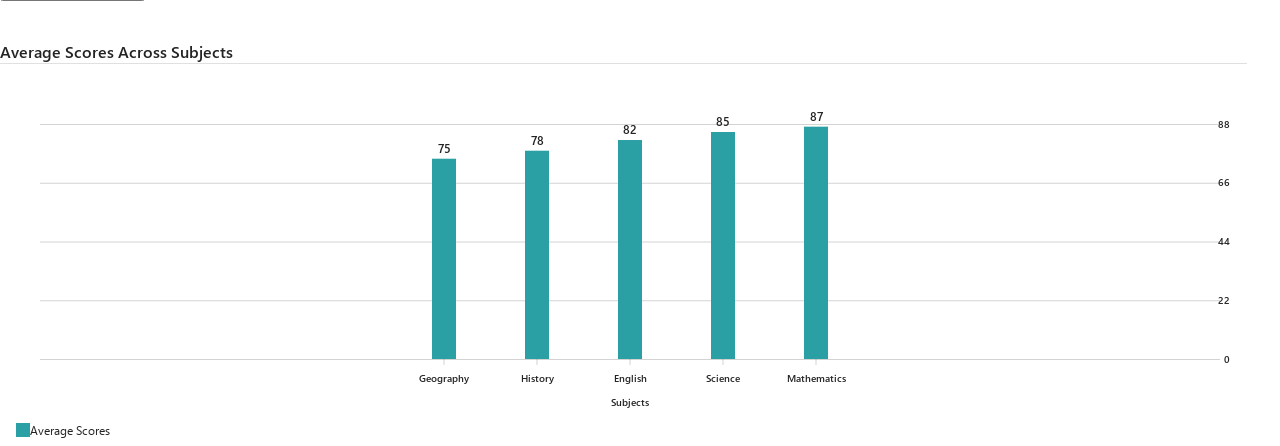 Average Scores Across Subjects
75
78
82
85
87
88
66
44
22
0
Geography
History
English
Science
Mathematics
Subjects
Average Scores